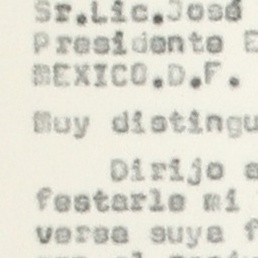 Sr.Lic.José
Presidente E
MEXICO.D.F.
Muy distingu
Dirijo e
festarle mi
verse suya f